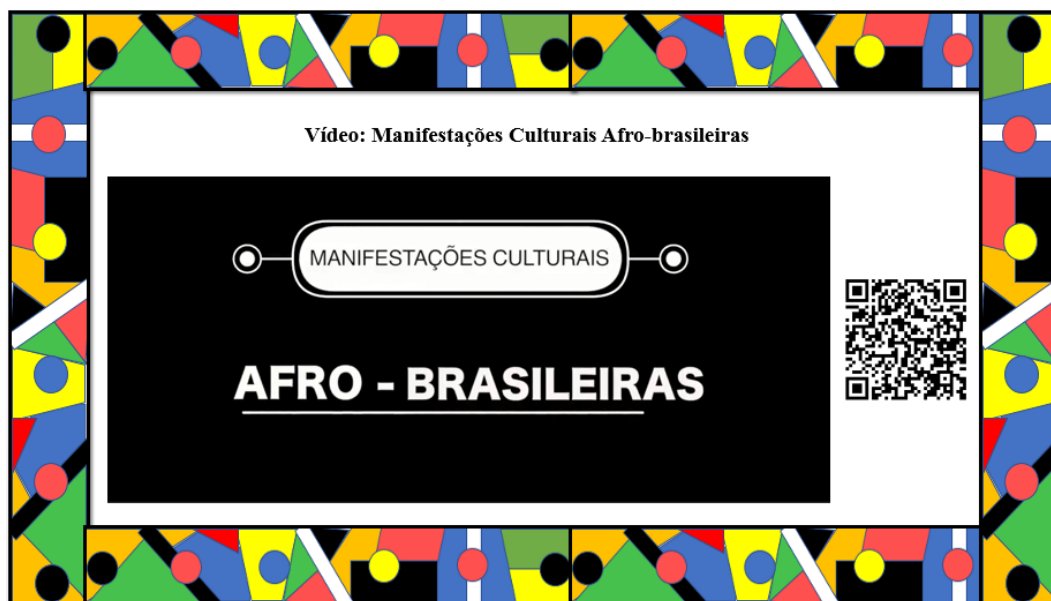 Vídeo: Manifestações Culturais Afro-brasileiras
MANIFESTAÇÕES CULTURAIS
AFRO - BRASILEIRAS